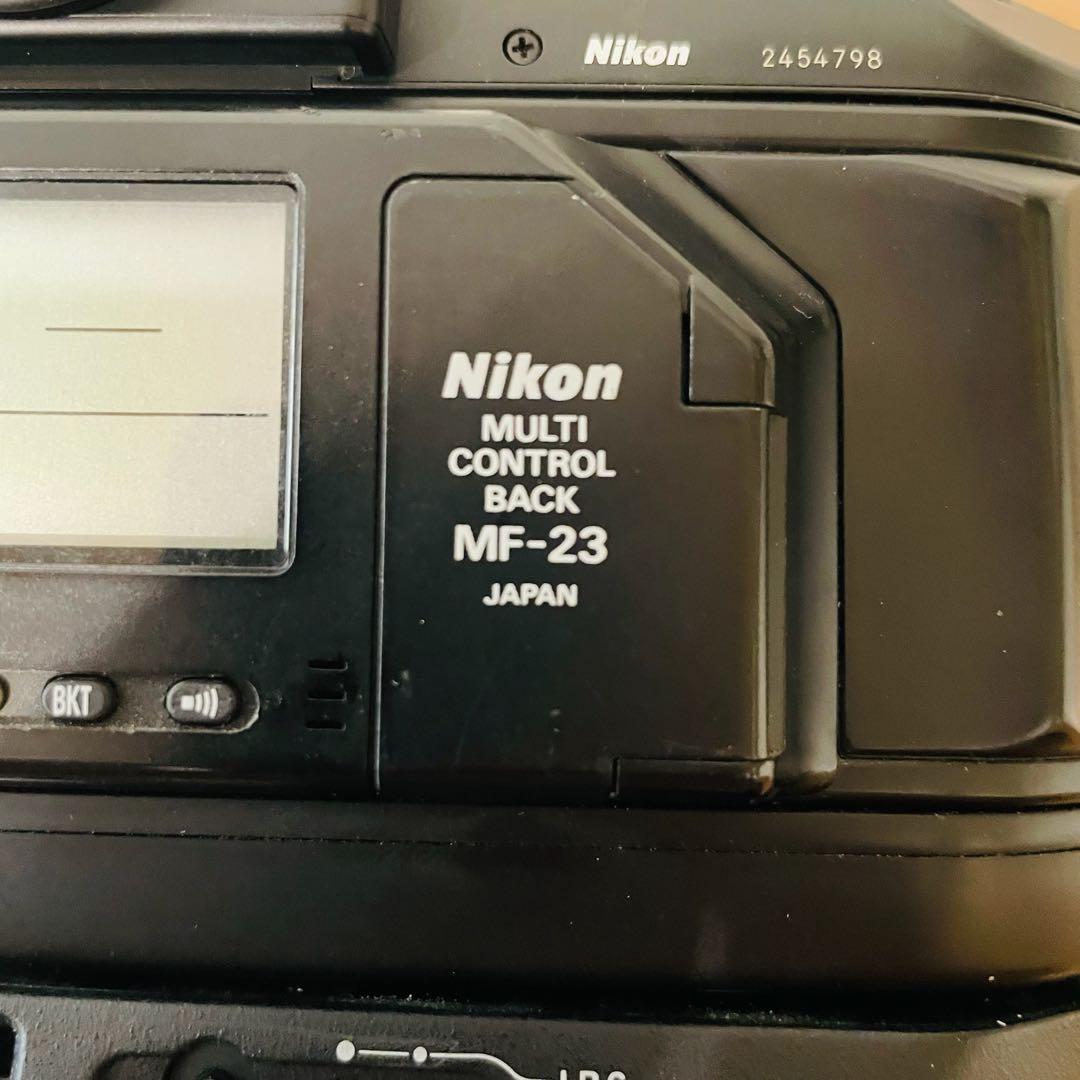 Nikon 2454798
Nikon
MULTI
CONTROL
BACK
MF-23
JAPAN
BKT